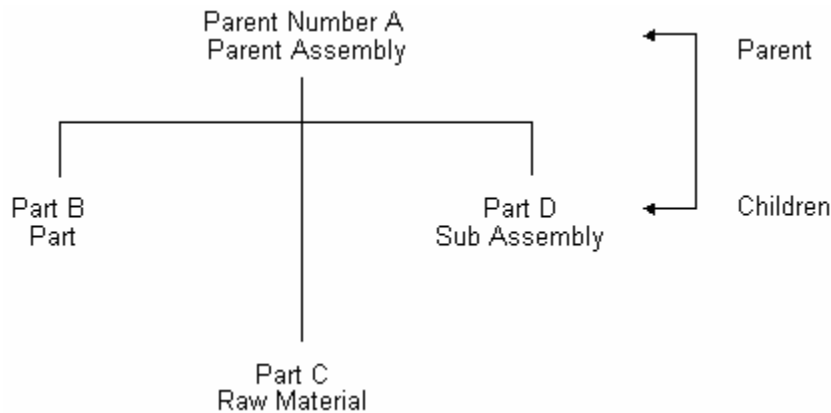 Parent Number A
Parent Assembly
Parent
Part B
Part
Part D
Sub Assembly
Children
Part C
Raw Material